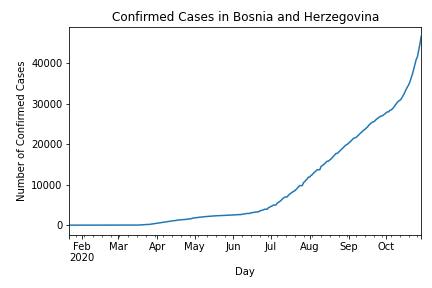 Confirmed Cases in Bosnia and Herzegovina
Number of Confirmed Cases
40000
30000
20000
10000
0
Feb Mar Apr May Jun Jul Aug Sep Oct
2020
Day